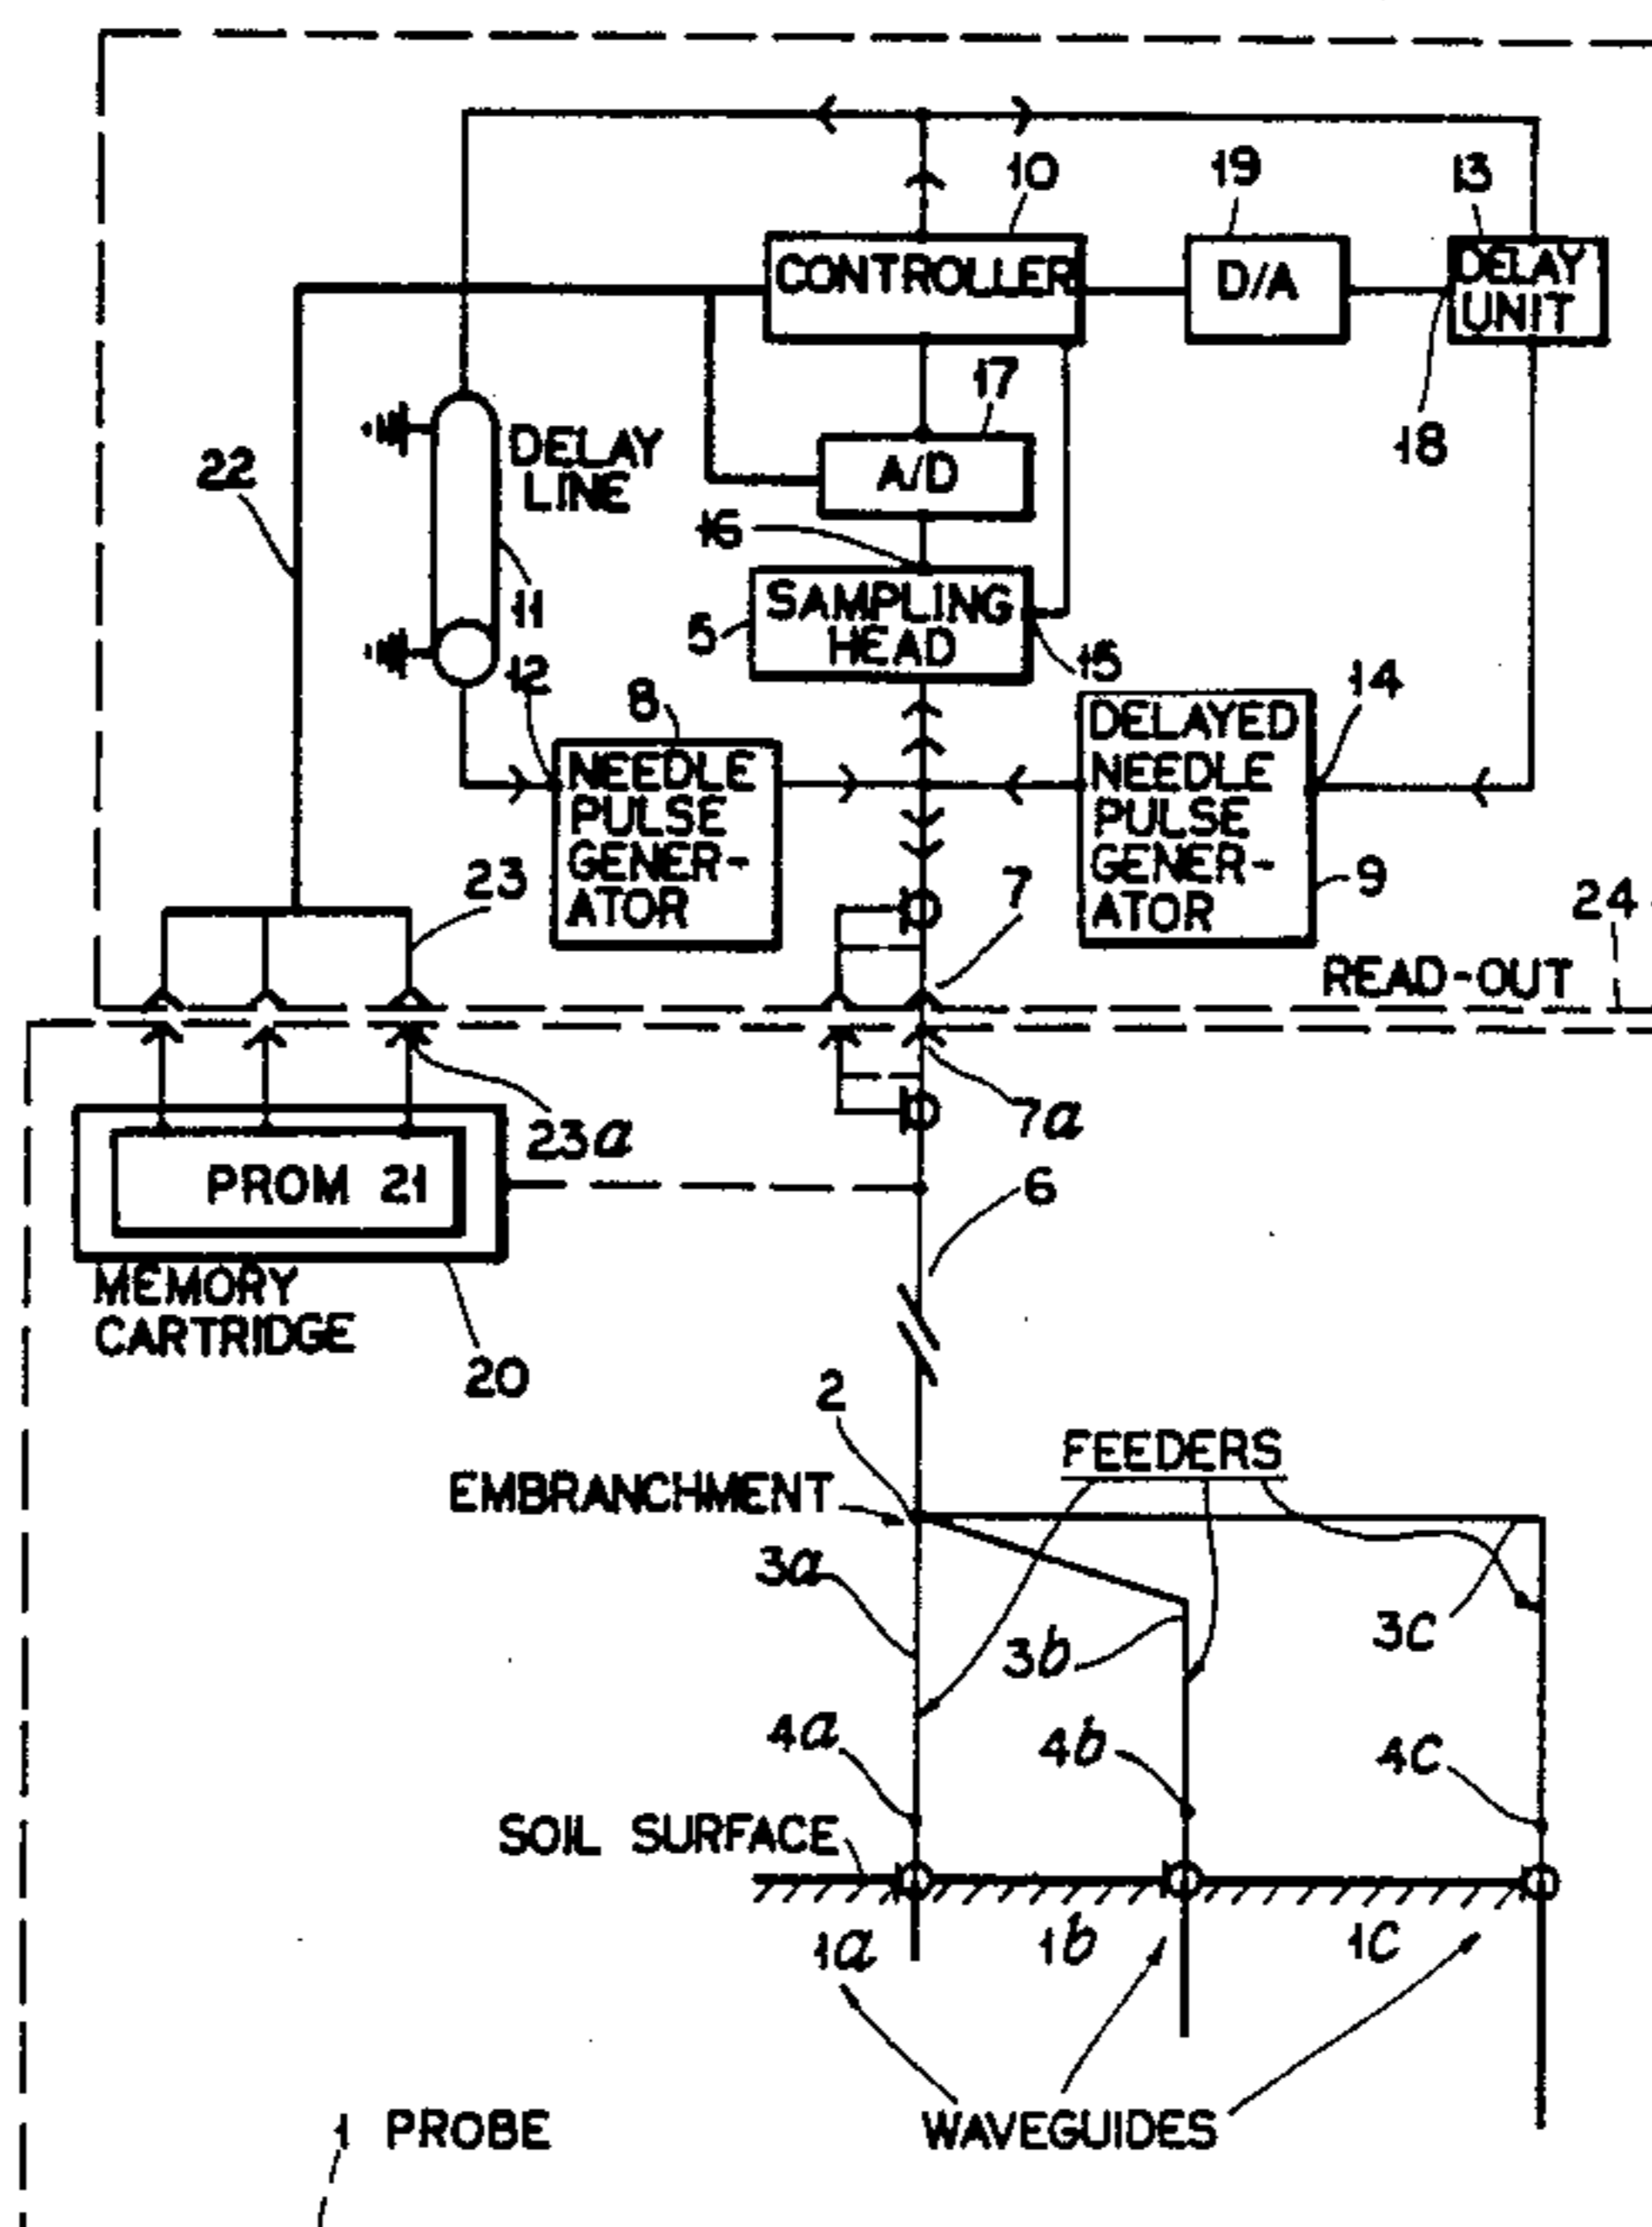 10
19
13
CONTROLLER
D/A
DELAY
UNIT
17
18
22
DELAY
LINE
A/D
16
11
5
SAMPLING
HEAD
15
12
8
14
NEEDLE
PULSE
GENER-
ATOR
DELAYED
NEEDLE
PULSE
GENER-
ATOR
9
23
7
24
READ-OUT
23a
7a
PROM 21
6
MEMORY
CARTRIDGE
20
2
FEEDERS
EMBRANCHMENT
3a
3b
3c
4a
4b
4c
SOIL SURFACE
1a
1b
1c
1 PROBE
WAVEGUIDES